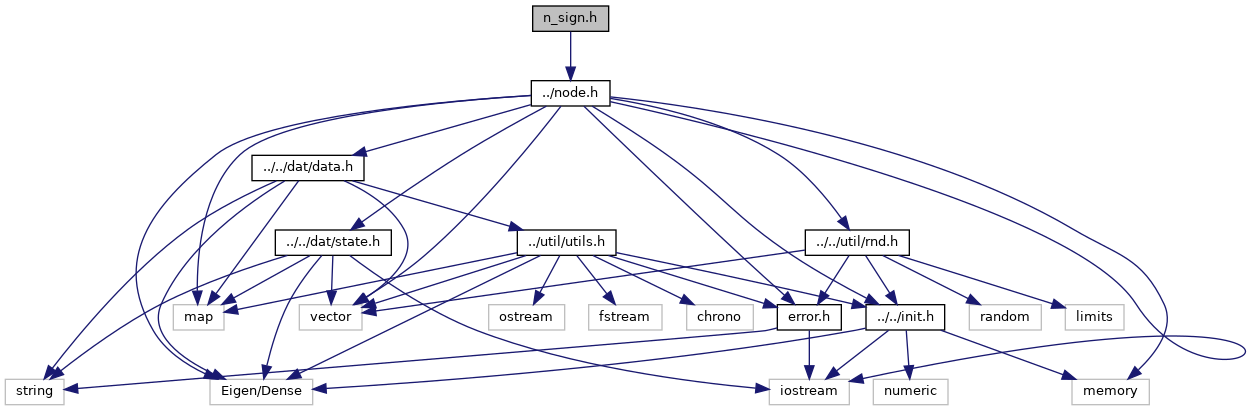 n_sign.h
../node.h
../../dat/data.h
../../dat/state.h
../util/utils.h
../../util/rnd.h
map
vector
ostream
fstream
chrono
error.h
../../init.h
random
limits
string
Eigen/Dense
iostream
numeric
memory